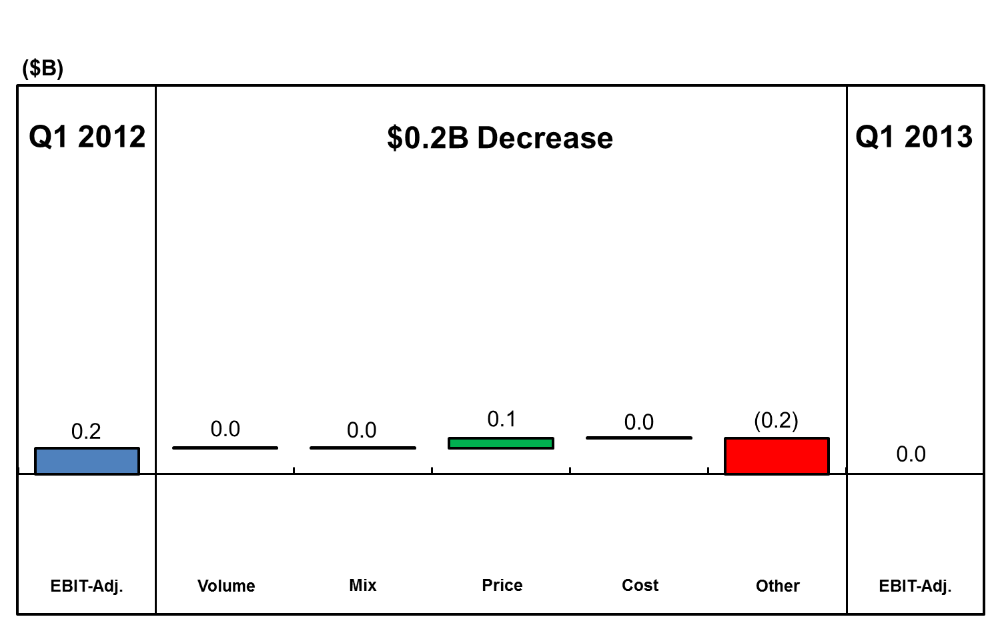 ($B)
Q1 2012
$0.2B Decrease
Q1 2013
0.2
0.0
0.0
0.1
0.0
(0.2)
0.0
EBIT-Adj.
Volume
Mix
Price
Cost
Other
EBIT-Adj.